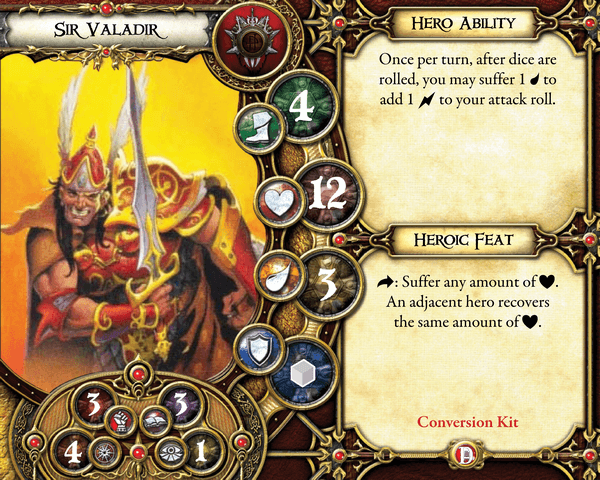 Sir Valadir
4
12
3
3
3
4
1
Hero Ability
Once per turn, after dice are
rolled, you may suffer 1 to
add 1 to your attack roll.
Heroic Feat
: Suffer any amount of .
An adjacent hero recovers
the same amount of .
Conversion Kit
D